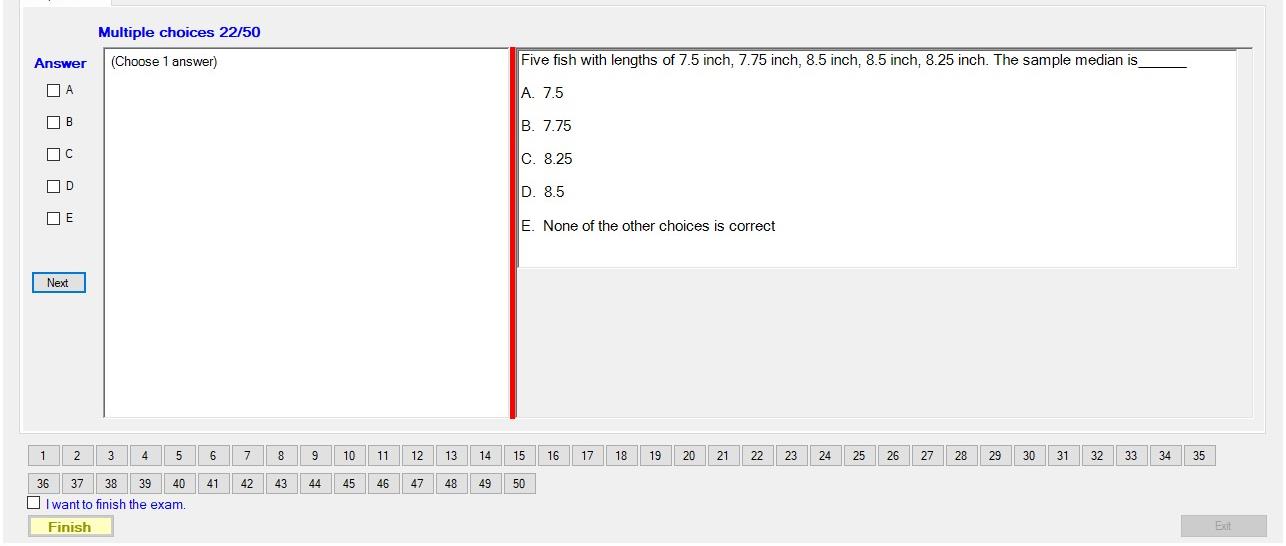 Multiple choices 22/50
Answer
(Choose 1 answer)
A
B
C
D
E
Next
Five fish with lengths of 7.5 inch, 7.75 inch, 8.5 inch, 8.5 inch, 8.25 inch. The sample median is______
A. 7.5
B. 7.75
C. 8.25
D. 8.5
E. None of the other choices is correct
1 2 3 4 5 6 7 8 9 10 11 12 13 14 15 16 17 18 19 20 21 22 23 24 25 26 27 28 29 30 31 32 33 34 35
36 37 38 39 40 41 42 43 44 45 46 47 48 49 50
I want to finish the exam.
Finish
Exit